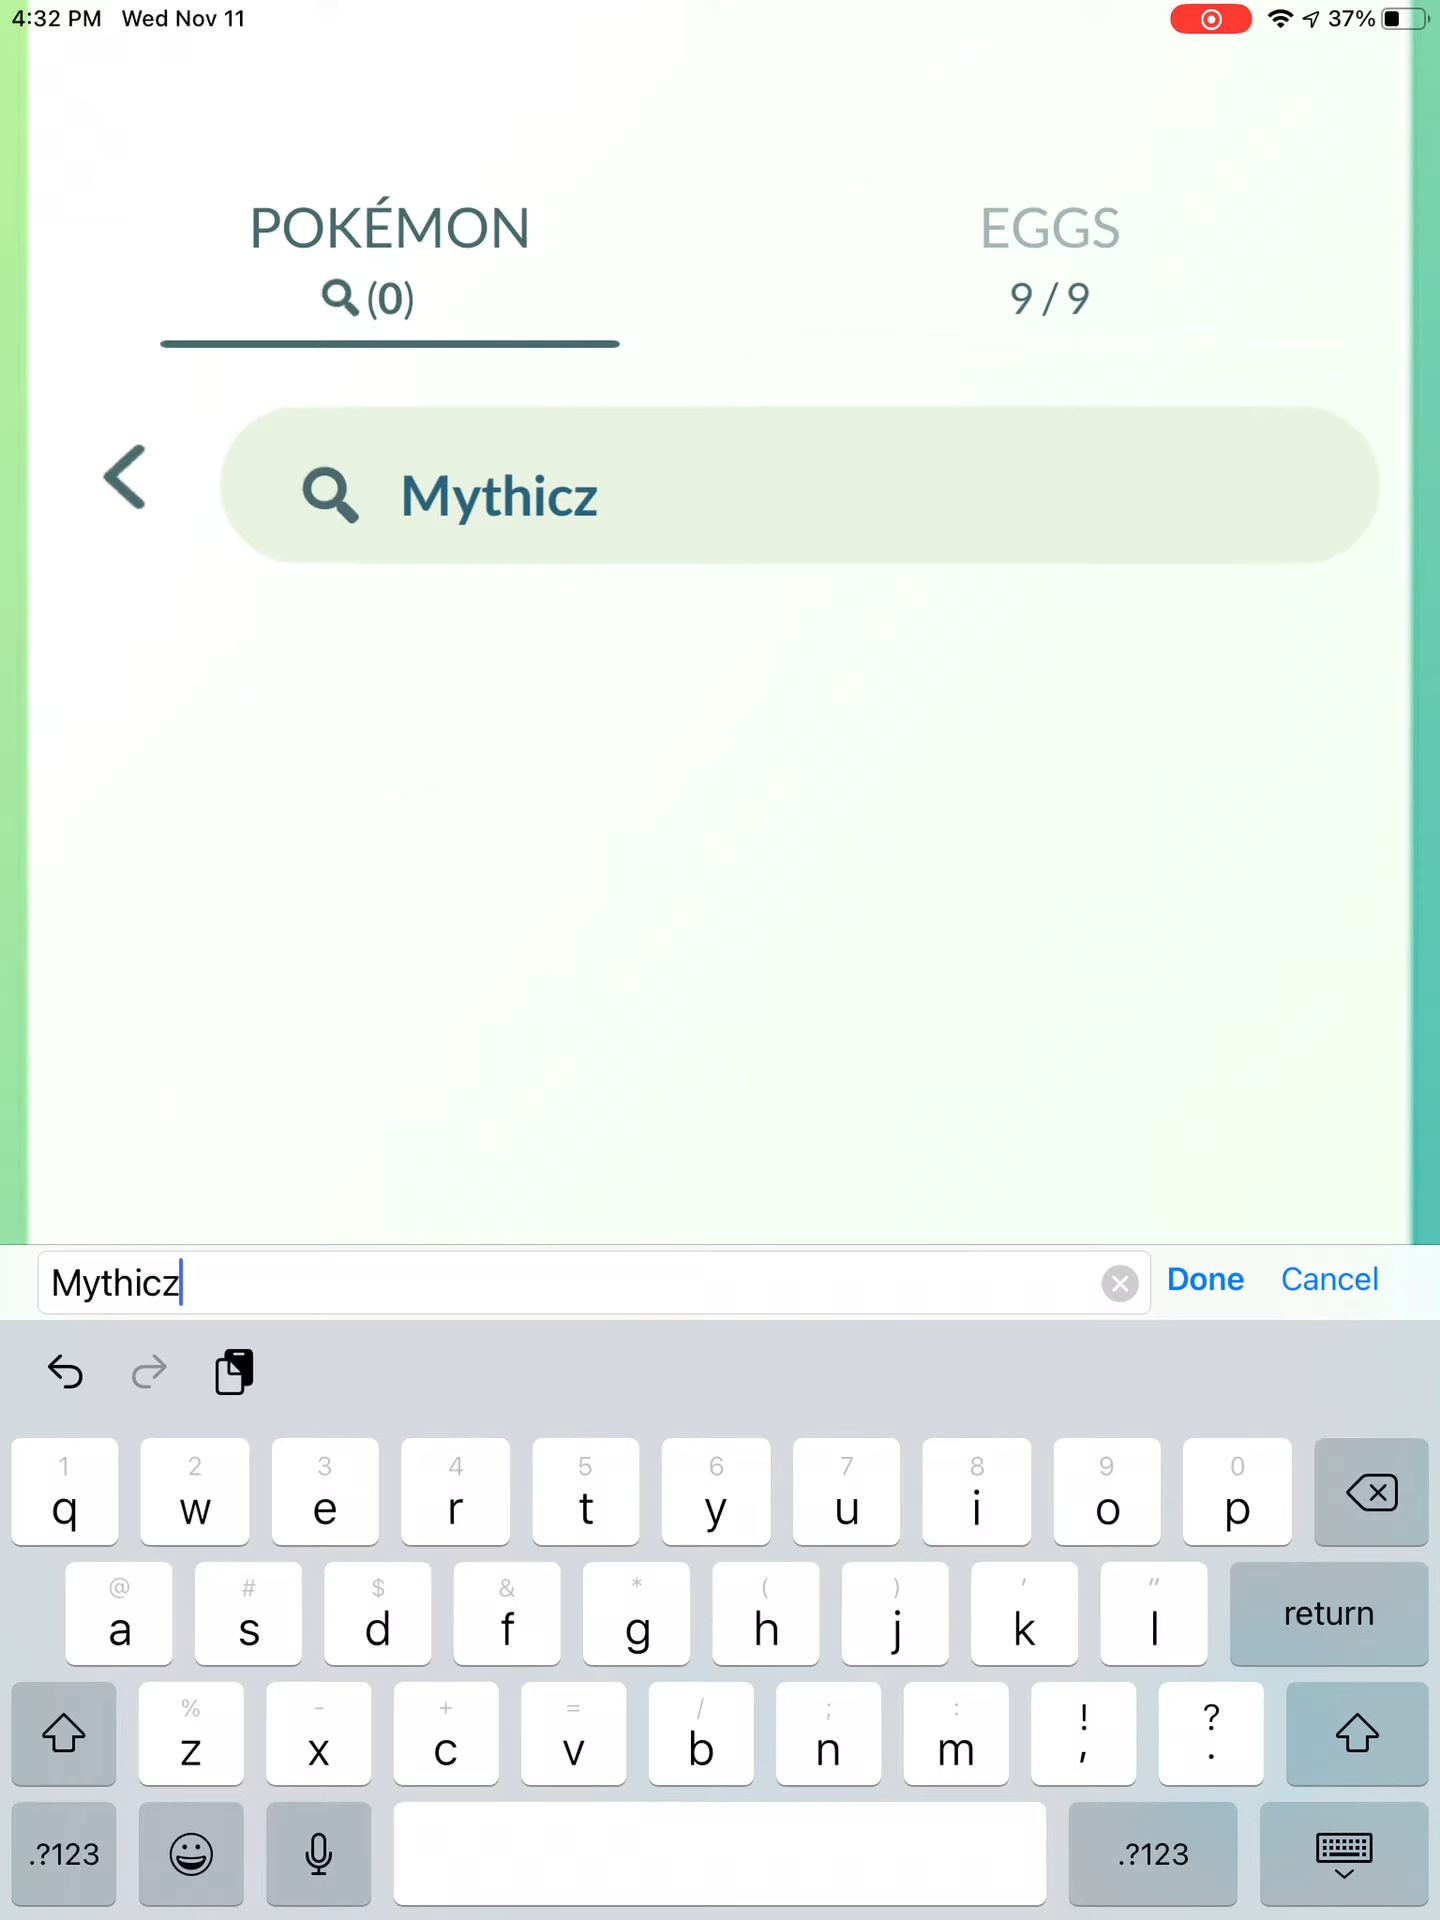 4:32 PM Wed Nov 11 37%
POKÉMON EGGS
(0) 9 / 9
Mythicz
Mythicz Done Cancel
1 2 3 4 5 6 7 8 9 0
q w e r t y u i o p
@ # $ & * ( ) ' "
a s d f g h j k l return
% - + = / ; : ! ?
z x c v b n m , .
.?123 .?123